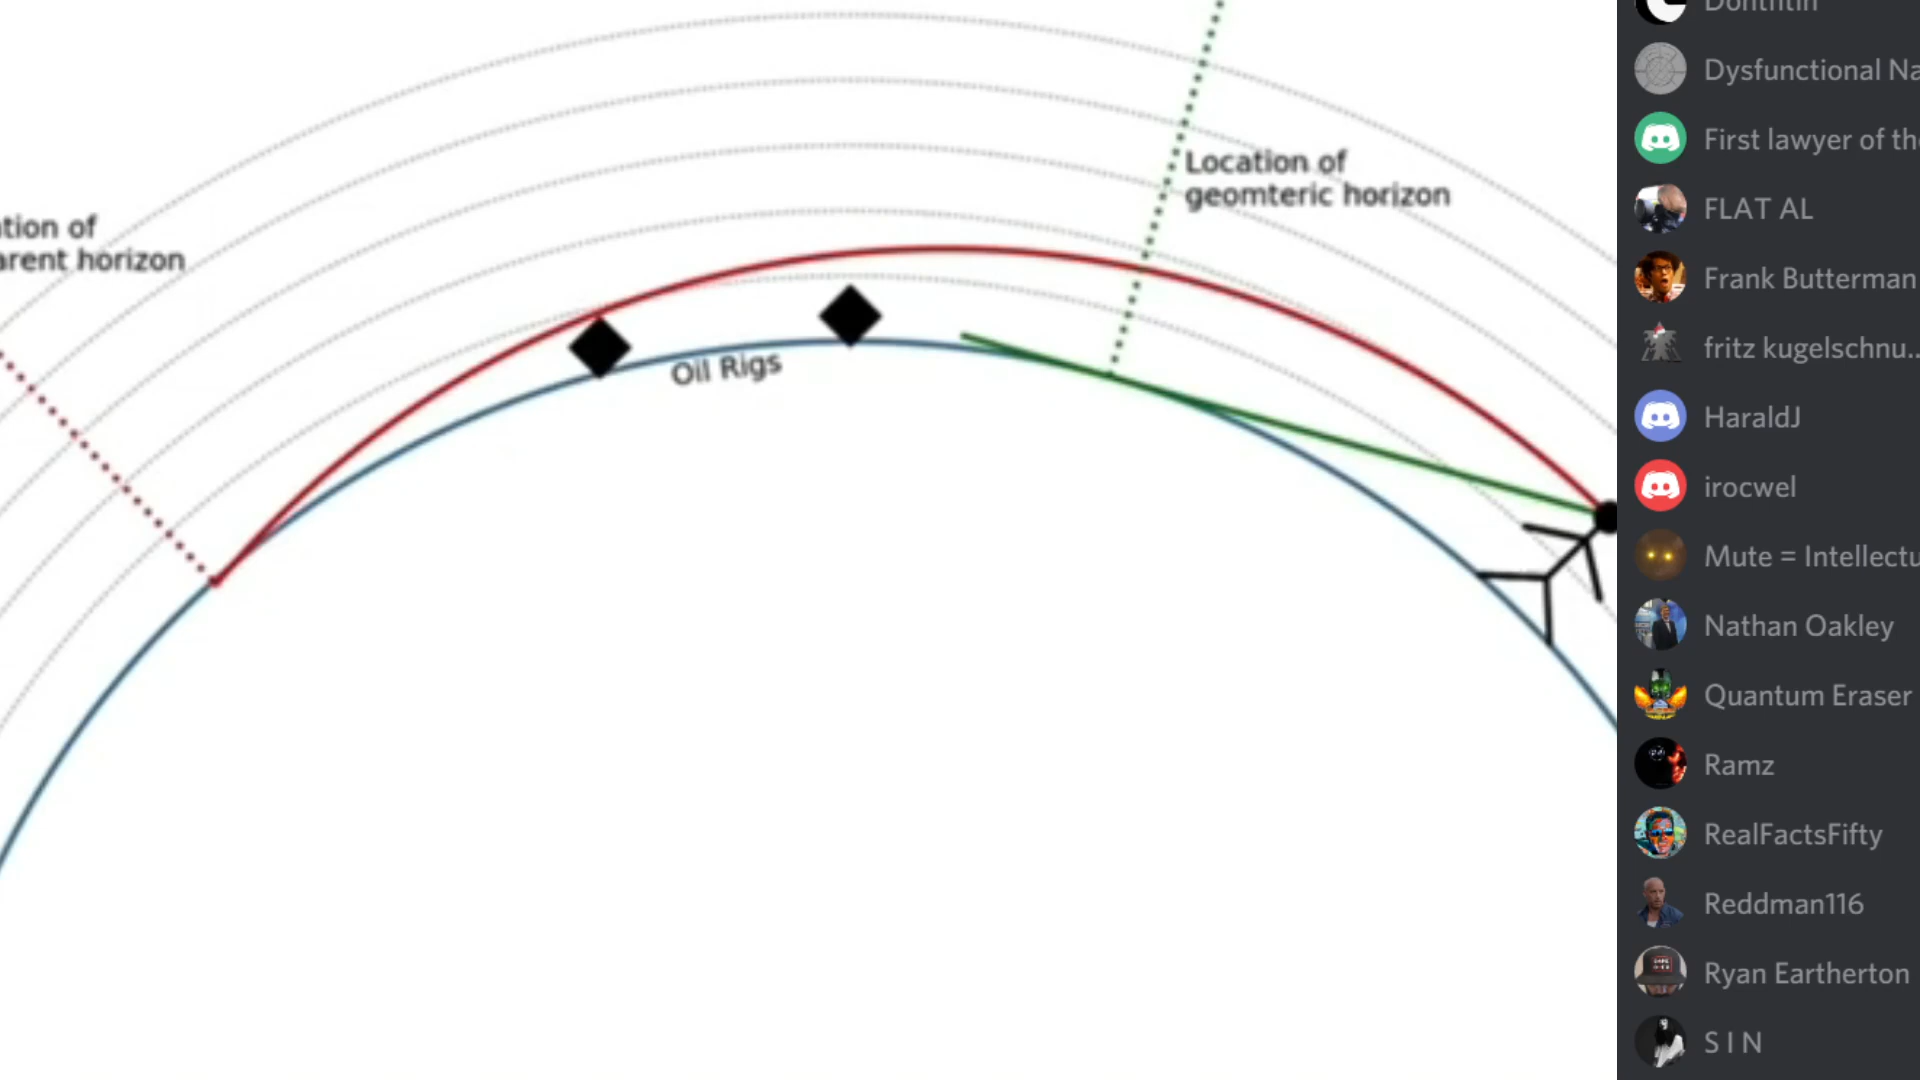 Location of
geomteric horizon
tion of
arent horizon
Oil Rigs
Dysfunctional Na
First lawyer of the
FLAT AL
Frank Butterman
fritz kugelschnu...
HaraldJ
irocwel
Mute = Intellectu
Nathan Oakley
Quantum Eraser
Ramz
RealFactsFifty
Reddman116
Ryan Eartherton
S I N